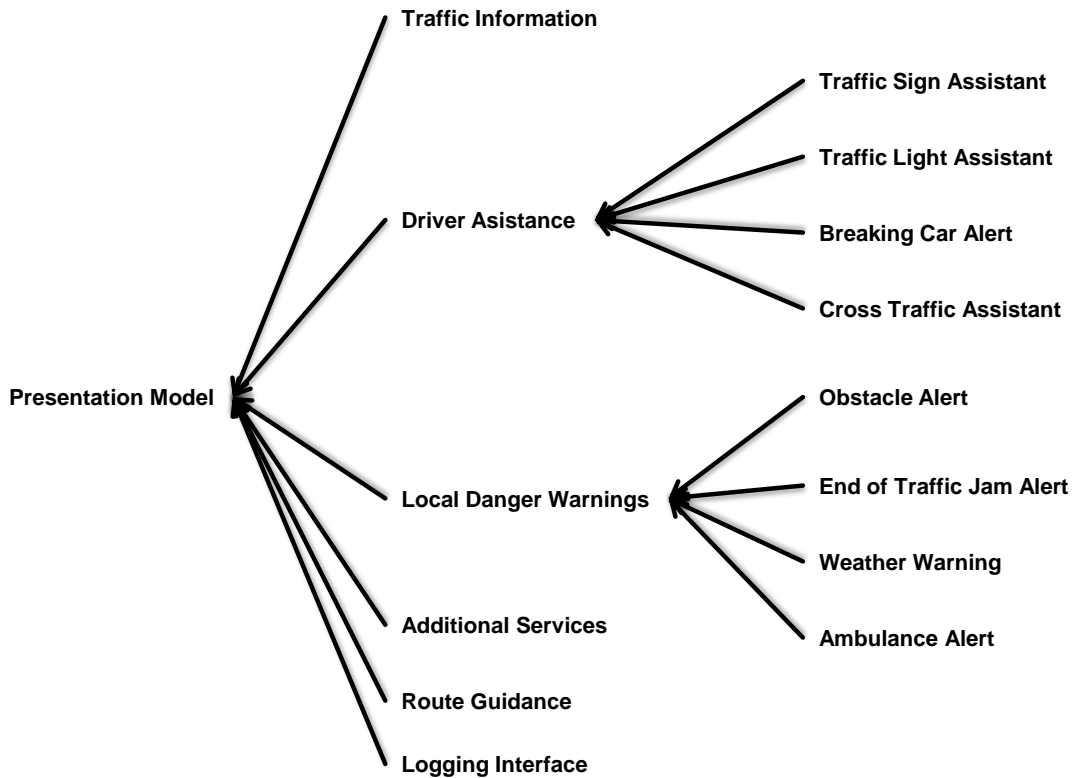 Traffic Information
Traffic Sign Assistant
Traffic Light Assistant
Driver Asistance
Breaking Car Alert
Cross Traffic Assistant
Presentation Model
Obstacle Alert
End of Traffic Jam Alert
Local Danger Warnings
Weather Warning
Additional Services
Ambulance Alert
Route Guidance
Logging Interface